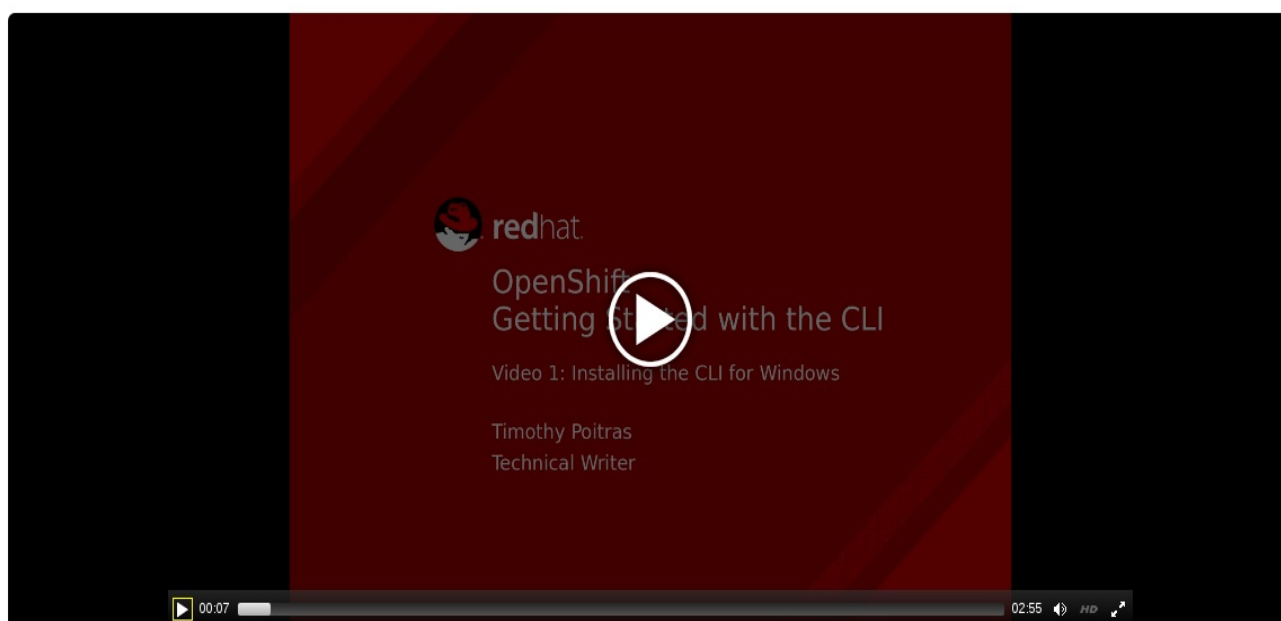 redhat.
OpenShift
Getting Started with the CLI
Video 1: Installing the CLI for Windows
Timothy Poitras
Technical Writer
00:07 02:55 HD